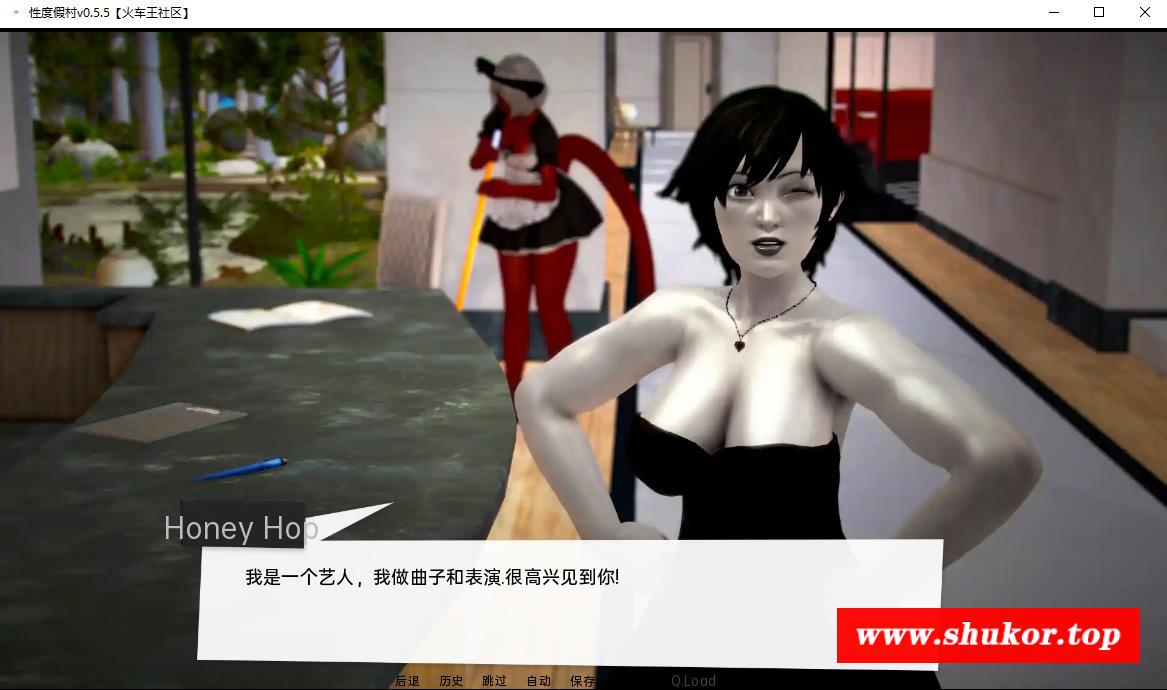 性度假村v0.5.5【火车王社区】
Honey Hop
我是一个艺人，我做曲子和表演.很高兴见到你!
www.shukor.top
后退 历史 跳过 自动 保存 Q.Load